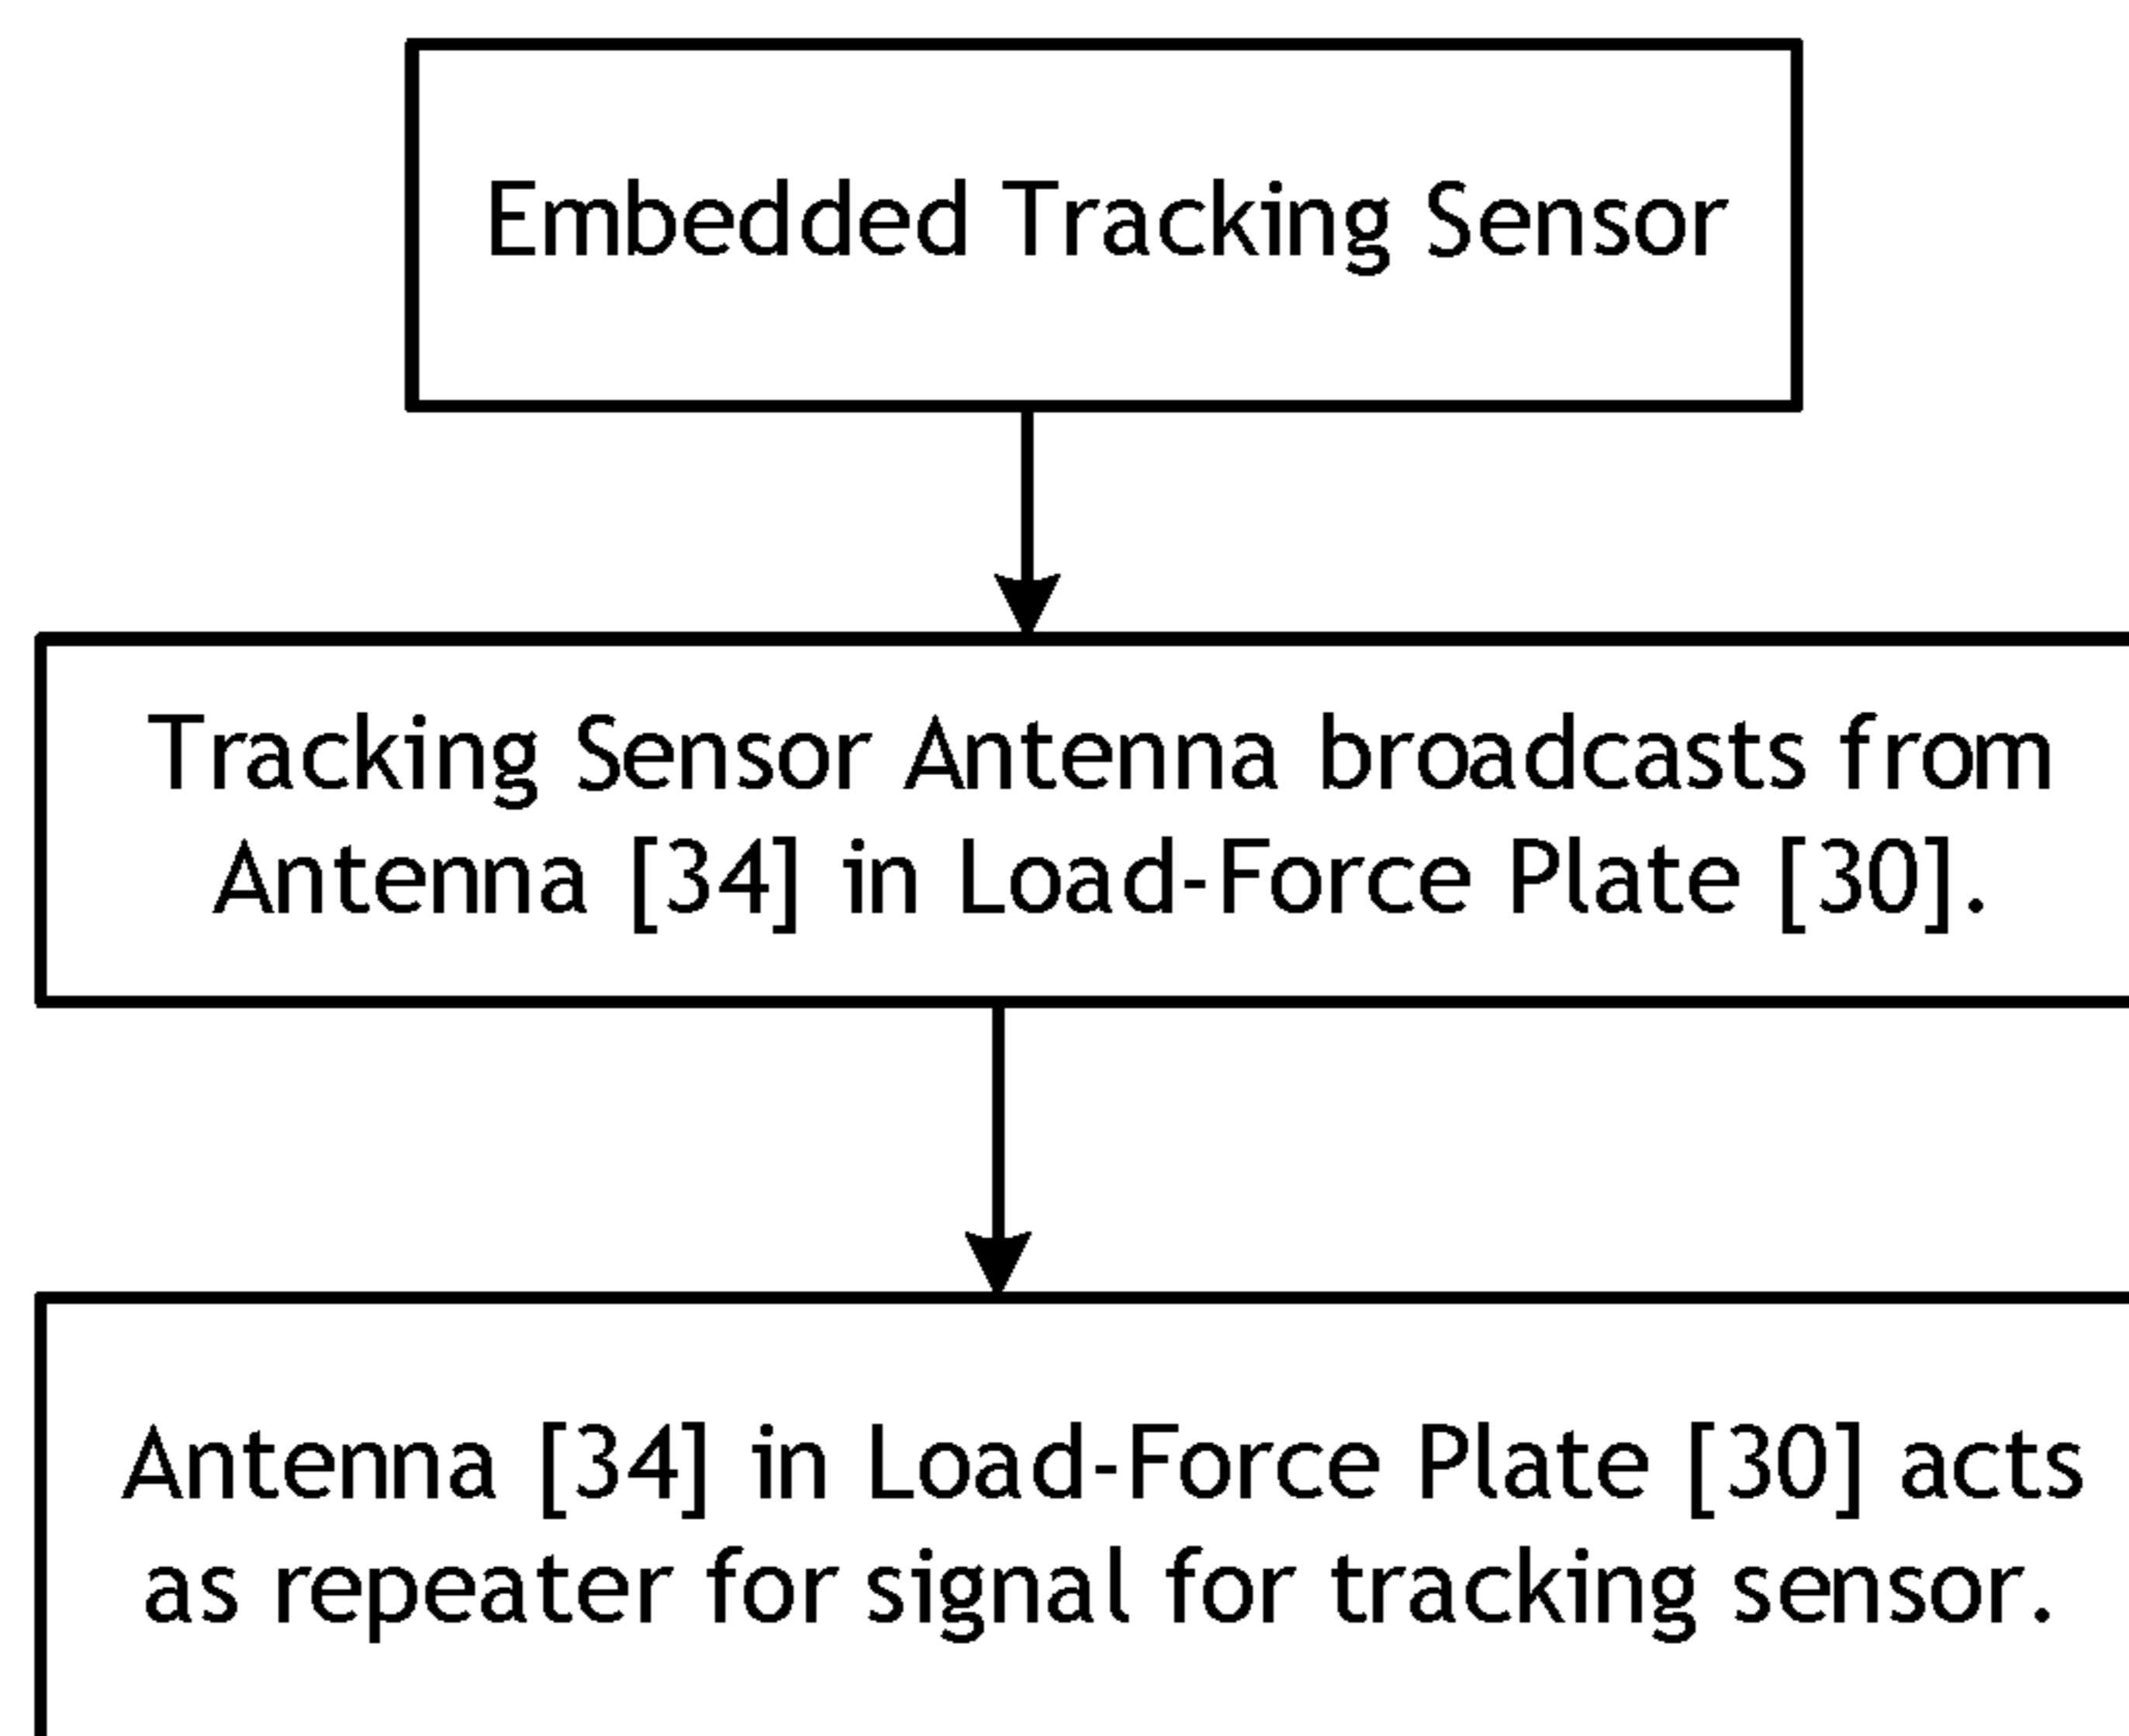 Embedded Tracking Sensor
Tracking Sensor Antenna broadcasts from
Antenna [34] in Load-Force Plate [30].
Antenna [34] in Load-Force Plate [30] acts
as repeater for signal for tracking sensor.